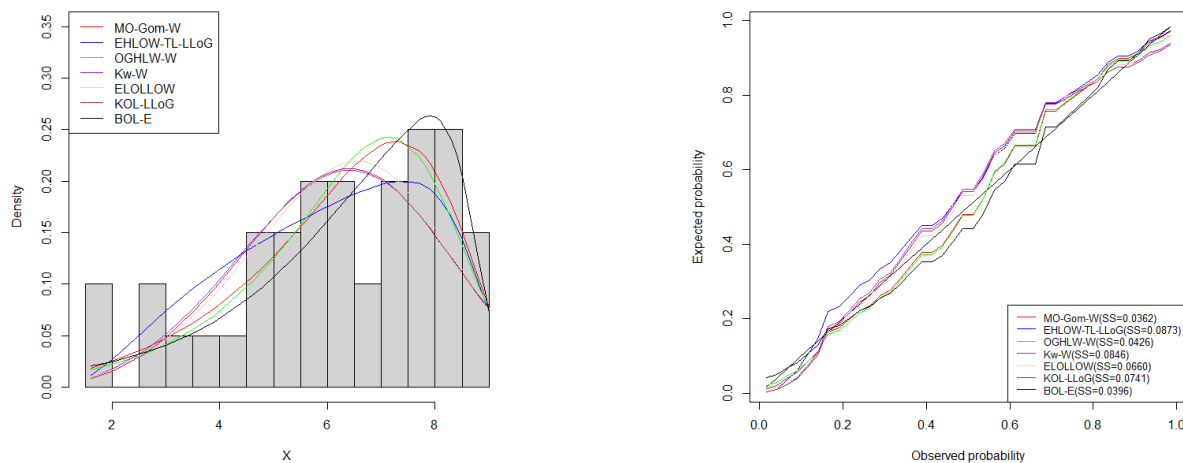 MO-Gom-W
EHLOW-TL-LLoG
OGHLW-W
Kw-W
ELOLLOW
KOL-LLoG
BOL-E
0.35
0.30
0.25
0.20
0.15
0.10
0.05
0.00
Density
2
4
6
8
X
1.0
0.8
0.6
0.4
0.2
0.0
Expected probability
MO-Gom-W(SS=0.0362)
EHLOW-TL-LLoG(SS=0.0873)
OGHLW-W(SS=0.0426)
Kw-W(SS=0.0846)
ELOLLOW(SS=0.0660)
KOL-LLoG(SS=0.0741)
BOL-E(SS=0.0396)
0.0
0.2
0.4
0.6
0.8
1.0
Observed probability